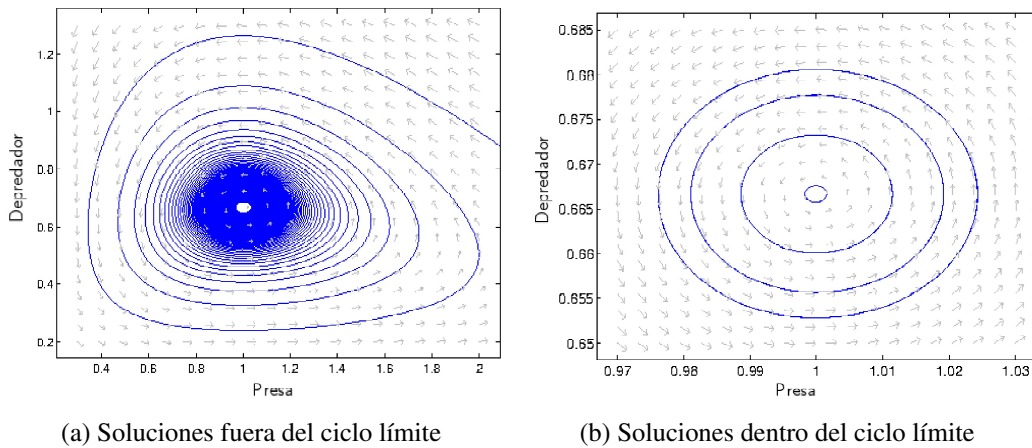 1.2
1
0.8
0.6
0.4
0.2
Depredador
0.4 0.6 0.8 1 1.2 1.4 1.6 1.8 2
Presa
(a) Soluciones fuera del ciclo límite
0.685
0.68
0.675
0.67
0.665
0.66
0.655
0.65
Depredador
0.97 0.98 0.99 1 1.01 1.02 1.03
Presa
(b) Soluciones dentro del ciclo límite